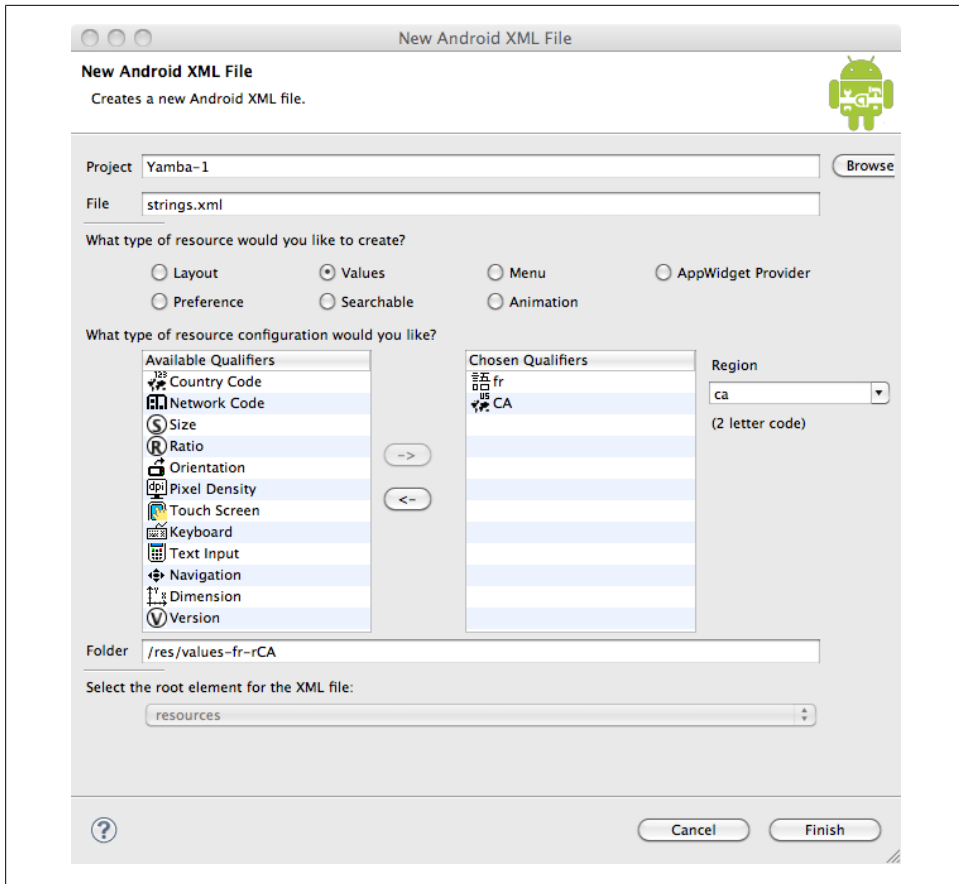 New Android XML File
New Android XML File
Creates a new Android XML file.
Project Yamba-1 Browse
File strings.xml
What type of resource would you like to create?
Layout Values Menu AppWidget Provider
Preference Searchable Animation
What type of resource configuration would you like?
Available Qualifiers
123 Country Code
Network Code
S Size
R Ratio
Orientation
dpi Pixel Density
Touch Screen
Keyboard
Text Input
Navigation
Y X Dimension
V Version
->
<-
Chosen Qualifiers
fr
US CA
Region
ca
(2 letter code)
Folder /res/values-fr-rCA
Select the root element for the XML file:
resources
? Cancel Finish